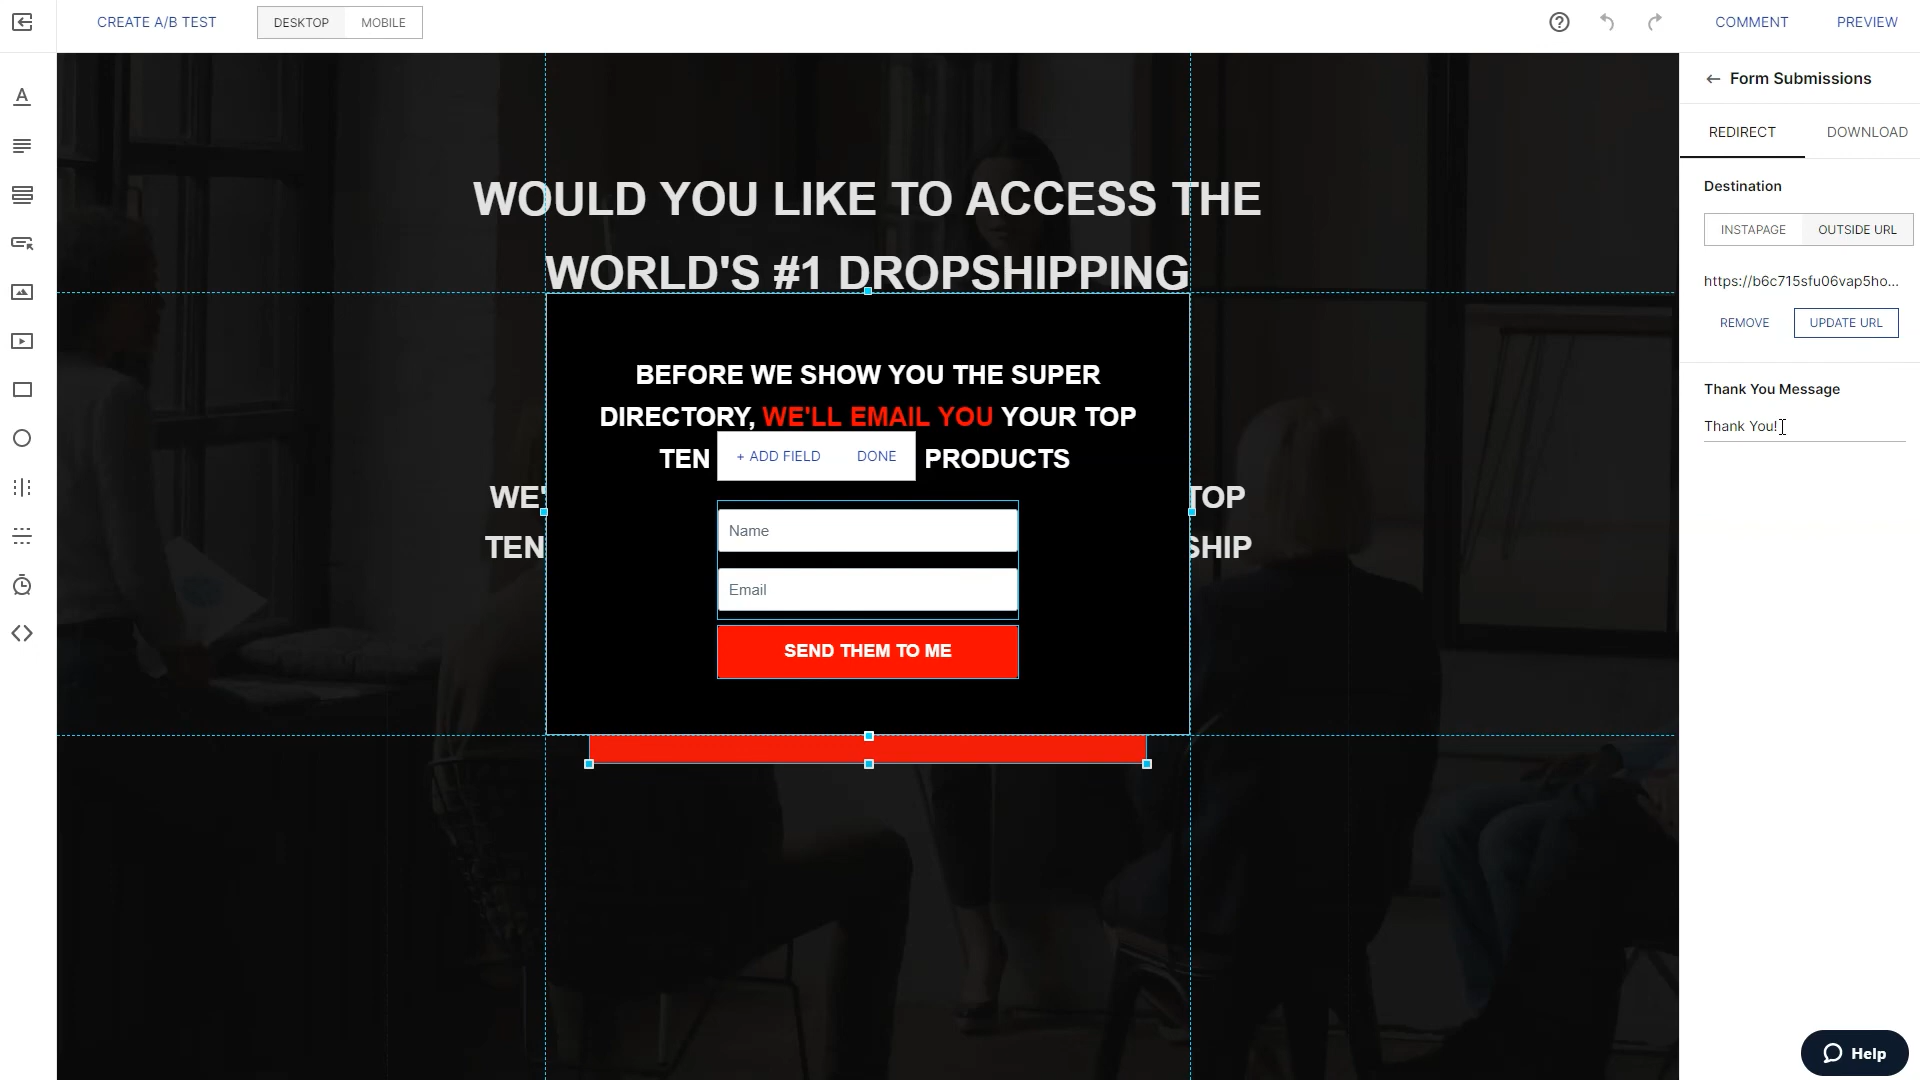 CREATE A/B TEST
DESKTOP
MOBILE
COMMENT
PREVIEW
Form Submissions
REDIRECT
DOWNLOAD
Destination
INSTAPAGE
OUTSIDE URL
https://b6c715sfu06vap5ho...
REMOVE
UPDATE URL
Thank You Message
Thank You!
WOULD YOU LIKE TO ACCESS THE
WORLD'S #1 DROPSHIPPING
BEFORE WE SHOW YOU THE SUPER
DIRECTORY, WE'LL EMAIL YOU YOUR TOP
TEN
+ ADD FIELD
DONE
PRODUCTS
WE'
TOP
TEN
SHIP
Name
Email
SEND THEM TO ME
Help